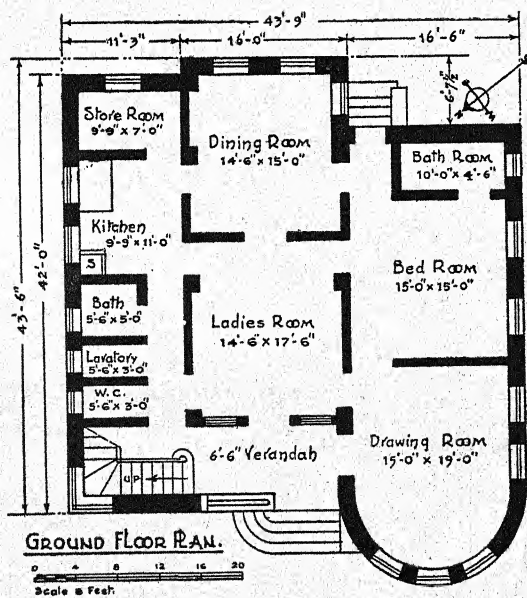 43'-9"
11'-3"
16'-0"
16'-6"
6'-7½"
43'-6"
42'-0"
Store Room
9'-9" x 7'-0"
Dining Room
14'-6" x 15'-0"
Bath Room
10'-0" x 4'-6"
Kitchen
9'-9" x 11'-0"
S
Bed Room
15'-0" x 15'-0"
Bath
5'-6" x 5'-0
Ladies Room
14'-6" x 17'-6"
Lavatory
5'-6" x 3'-0"
W.C.
5'-6" x 3'-0"
6'-6" Verandah
Drawing Room
15'-0" x 19'-0"
UP
GROUND FLOOR PLAN.
0 4 8 12 16 20
Scale = Feet